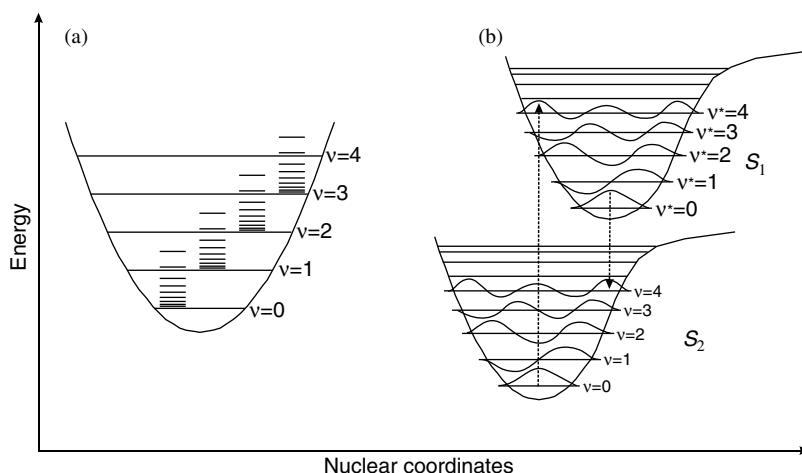 (a)
(b)
Energy
ν=4
ν=3
ν=2
ν=1
ν=0
ν*=4
ν*=3
ν*=2
ν*=1
ν*=0
S1
ν=4
ν=3
ν=2
ν=1
ν=0
S2
Nuclear coordinates